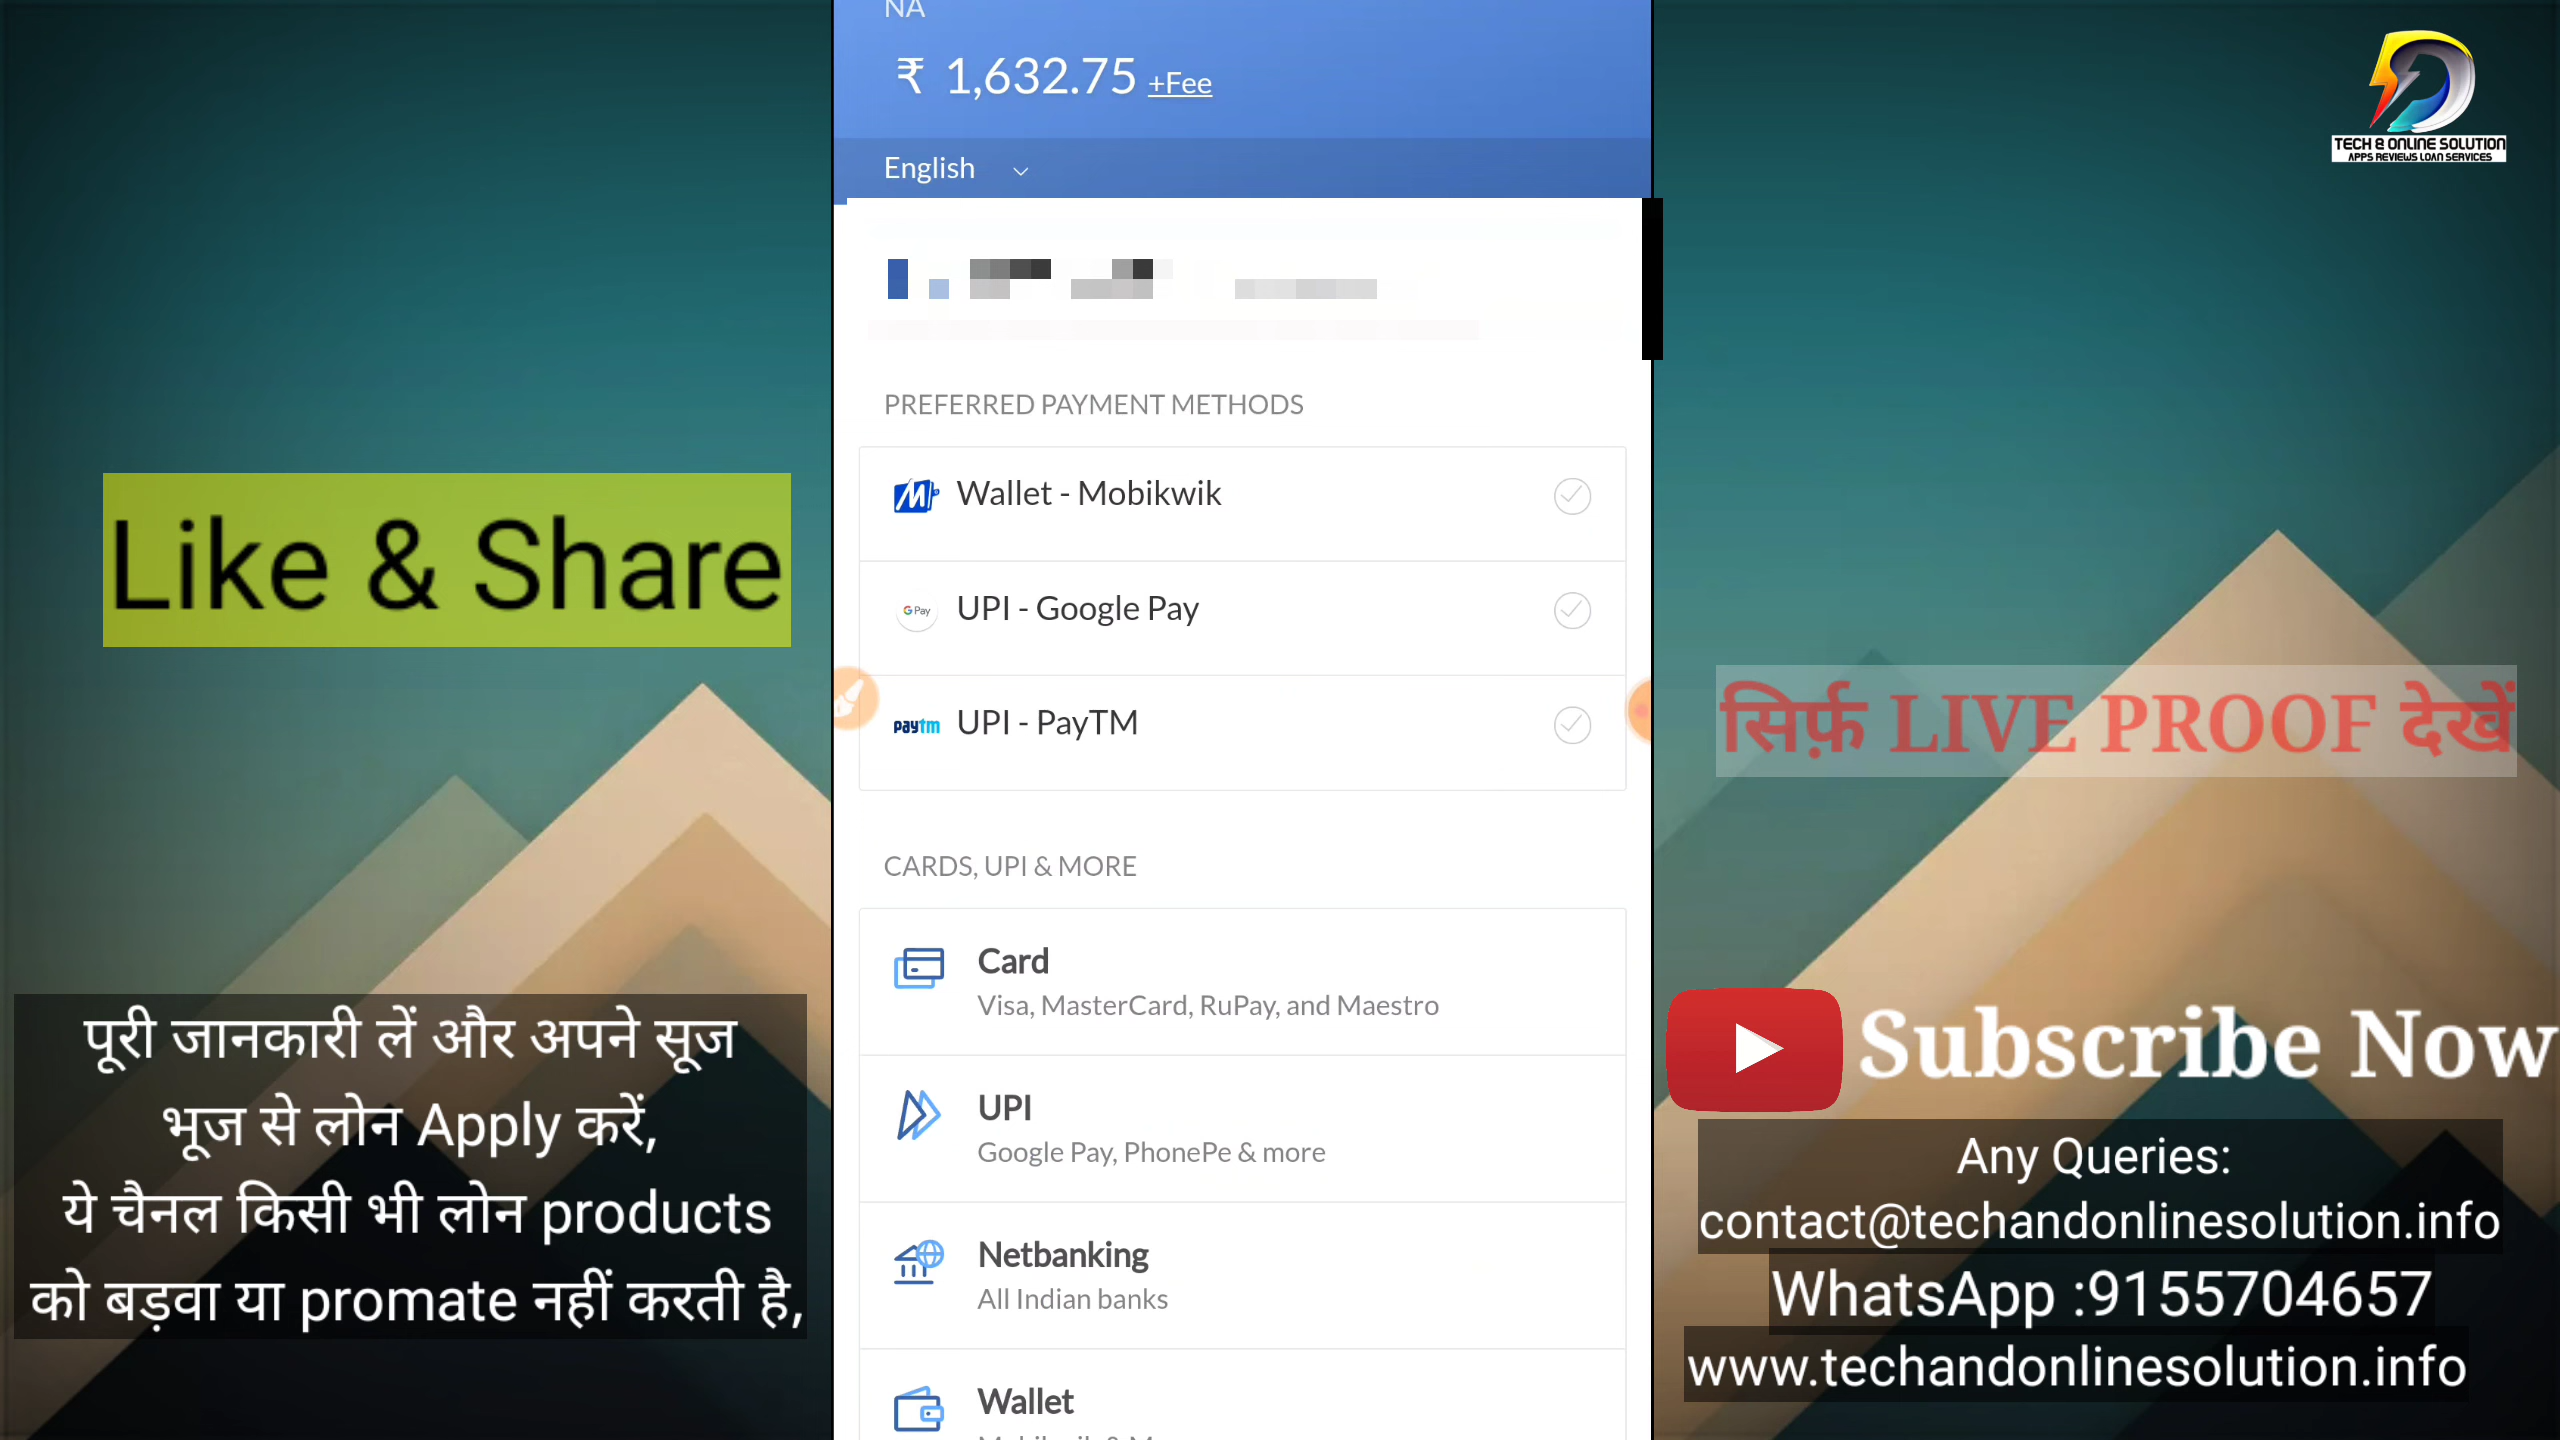 NA
₹ 1,632.75 +Fee
English
PREFERRED PAYMENT METHODS
Wallet - Mobikwik
G Pay UPI - Google Pay
paytm UPI - PayTM
CARDS, UPI & MORE
Card
Visa, MasterCard, RuPay, and Maestro
UPI
Google Pay, PhonePe & more
Netbanking
All Indian banks
Wallet
Like & Share
पूरी जानकारी लें और अपने सूज
भूज से लोन Apply करें,
ये चैनल किसी भी लोन products
को बड़वा या promate नहीं करती है,
TECH & ONLINE SOLUTION
APPS REVIEWS LOAN SERVICES
सिर्फ़ LIVE PROOF देखें
Subscribe Now
Any Queries:
contact@techandonlinesolution.info
WhatsApp :9155704657
www.techandonlinesolution.info